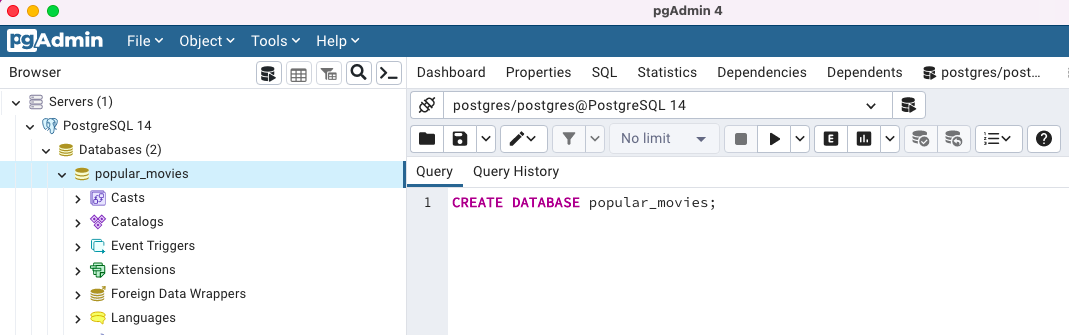 pgAdmin 4
pgAdmin File Object Tools Help
Browser Dashboard Properties SQL Statistics Dependencies Dependents postgres/post...
Servers (1)
postgres/postgres@PostgreSQL 14
PostgreSQL 14
No limit E
Databases (2)
popular_movies
Query Query History
Casts
1 CREATE DATABASE popular_movies;
Catalogs
Event Triggers
Extensions
Foreign Data Wrappers
Languages